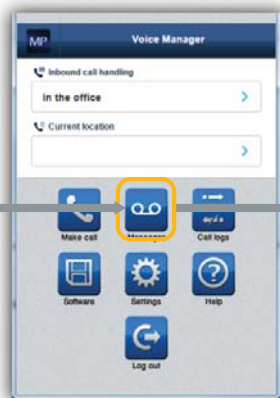 MP
Voice Manager
Inbound call handling
In the office
Current location
Make call
Messages
Call logs
Software
Settings
Help
Log out